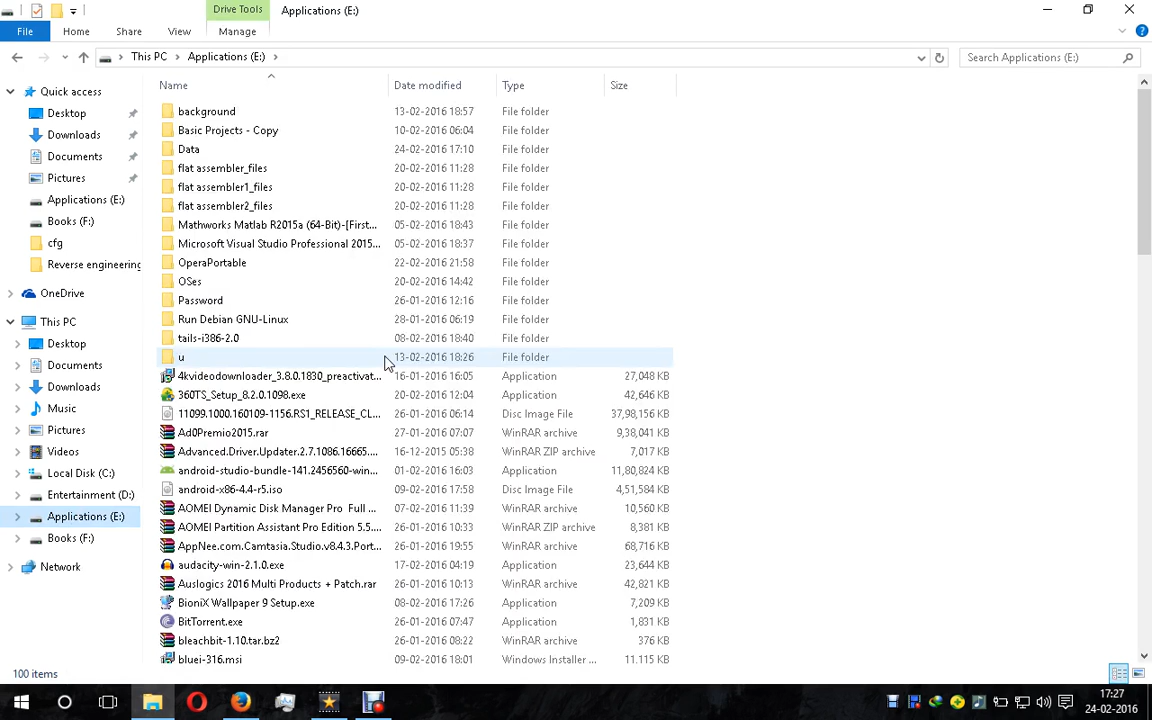 Drive Tools Applications (E:)
File Home Share View Manage
This PC Applications (E:) Search Applications (E:)
Name Date modified Type Size
Quick access
Desktop
Downloads
Documents
Pictures
Applications (E:)
Books (F:)
cfg
Reverse engineering
OneDrive
This PC
Desktop
Documents
Downloads
Music
Pictures
Videos
Local Disk (C:)
Entertainment (D:)
Applications (E:)
Books (F:)
Network
background 13-02-2016 18:57 File folder
Basic Projects - Copy 10-02-2016 06:04 File folder
Data 24-02-2016 17:10 File folder
flat assembler_files 20-02-2016 11:28 File folder
flat assembler1_files 20-02-2016 11:28 File folder
flat assembler2_files 20-02-2016 11:28 File folder
Mathworks Matlab R2015a (64-Bit)-[First... 05-02-2016 18:43 File folder
Microsoft Visual Studio Professional 2015... 05-02-2016 18:37 File folder
OperaPortable 22-02-2016 21:58 File folder
OSes 20-02-2016 14:42 File folder
Password 26-01-2016 12:16 File folder
Run Debian GNU-Linux 28-01-2016 06:19 File folder
tails-i386-2.0 08-02-2016 18:40 File folder
u 13-02-2016 18:26 File folder
4kvideodownloader_3.8.0.1830_preactivat... 16-01-2016 16:05 Application 27,048 KB
360TS_Setup_8.2.0.1098.exe 20-02-2016 12:04 Application 42,646 KB
11099.1000.160109-1156.RS1_RELEASE_CL... 26-01-2016 06:14 Disc Image File 37,98,156 KB
Ad0Premio2015.rar 27-01-2016 07:07 WinRAR archive 9,38,041 KB
Advanced.Driver.Updater.2.7.1086.16665.... 16-12-2015 05:38 WinRAR ZIP archive 7,017 KB
android-studio-bundle-141.2456560-win... 01-02-2016 16:03 Application 11,80,824 KB
android-x86-4.4-r5.iso 09-02-2016 17:58 Disc Image File 4,51,584 KB
AOMEI Dynamic Disk Manager Pro Full ... 07-02-2016 11:39 WinRAR archive 10,560 KB
AOMEI Partition Assistant Pro Edition 5.5.... 26-01-2016 10:33 WinRAR ZIP archive 8,381 KB
AppNee.com.Camtasia.Studio.v8.4.3.Port... 26-01-2016 19:55 WinRAR archive 68,716 KB
audacity-win-2.1.0.exe 17-02-2016 04:19 Application 23,644 KB
Auslogics 2016 Multi Products + Patch.rar 26-01-2016 10:13 WinRAR archive 42,821 KB
BioniX Wallpaper 9 Setup.exe 08-02-2016 17:26 Application 7,209 KB
BitTorrent.exe 26-01-2016 07:47 Application 1,831 KB
bleachbit-1.10.tar.bz2 26-01-2016 08:22 WinRAR archive 376 KB
bluej-316.msi 09-02-2016 18:01 Windows Installer ... 11,115 KB
100 items
17:27
24-02-2016